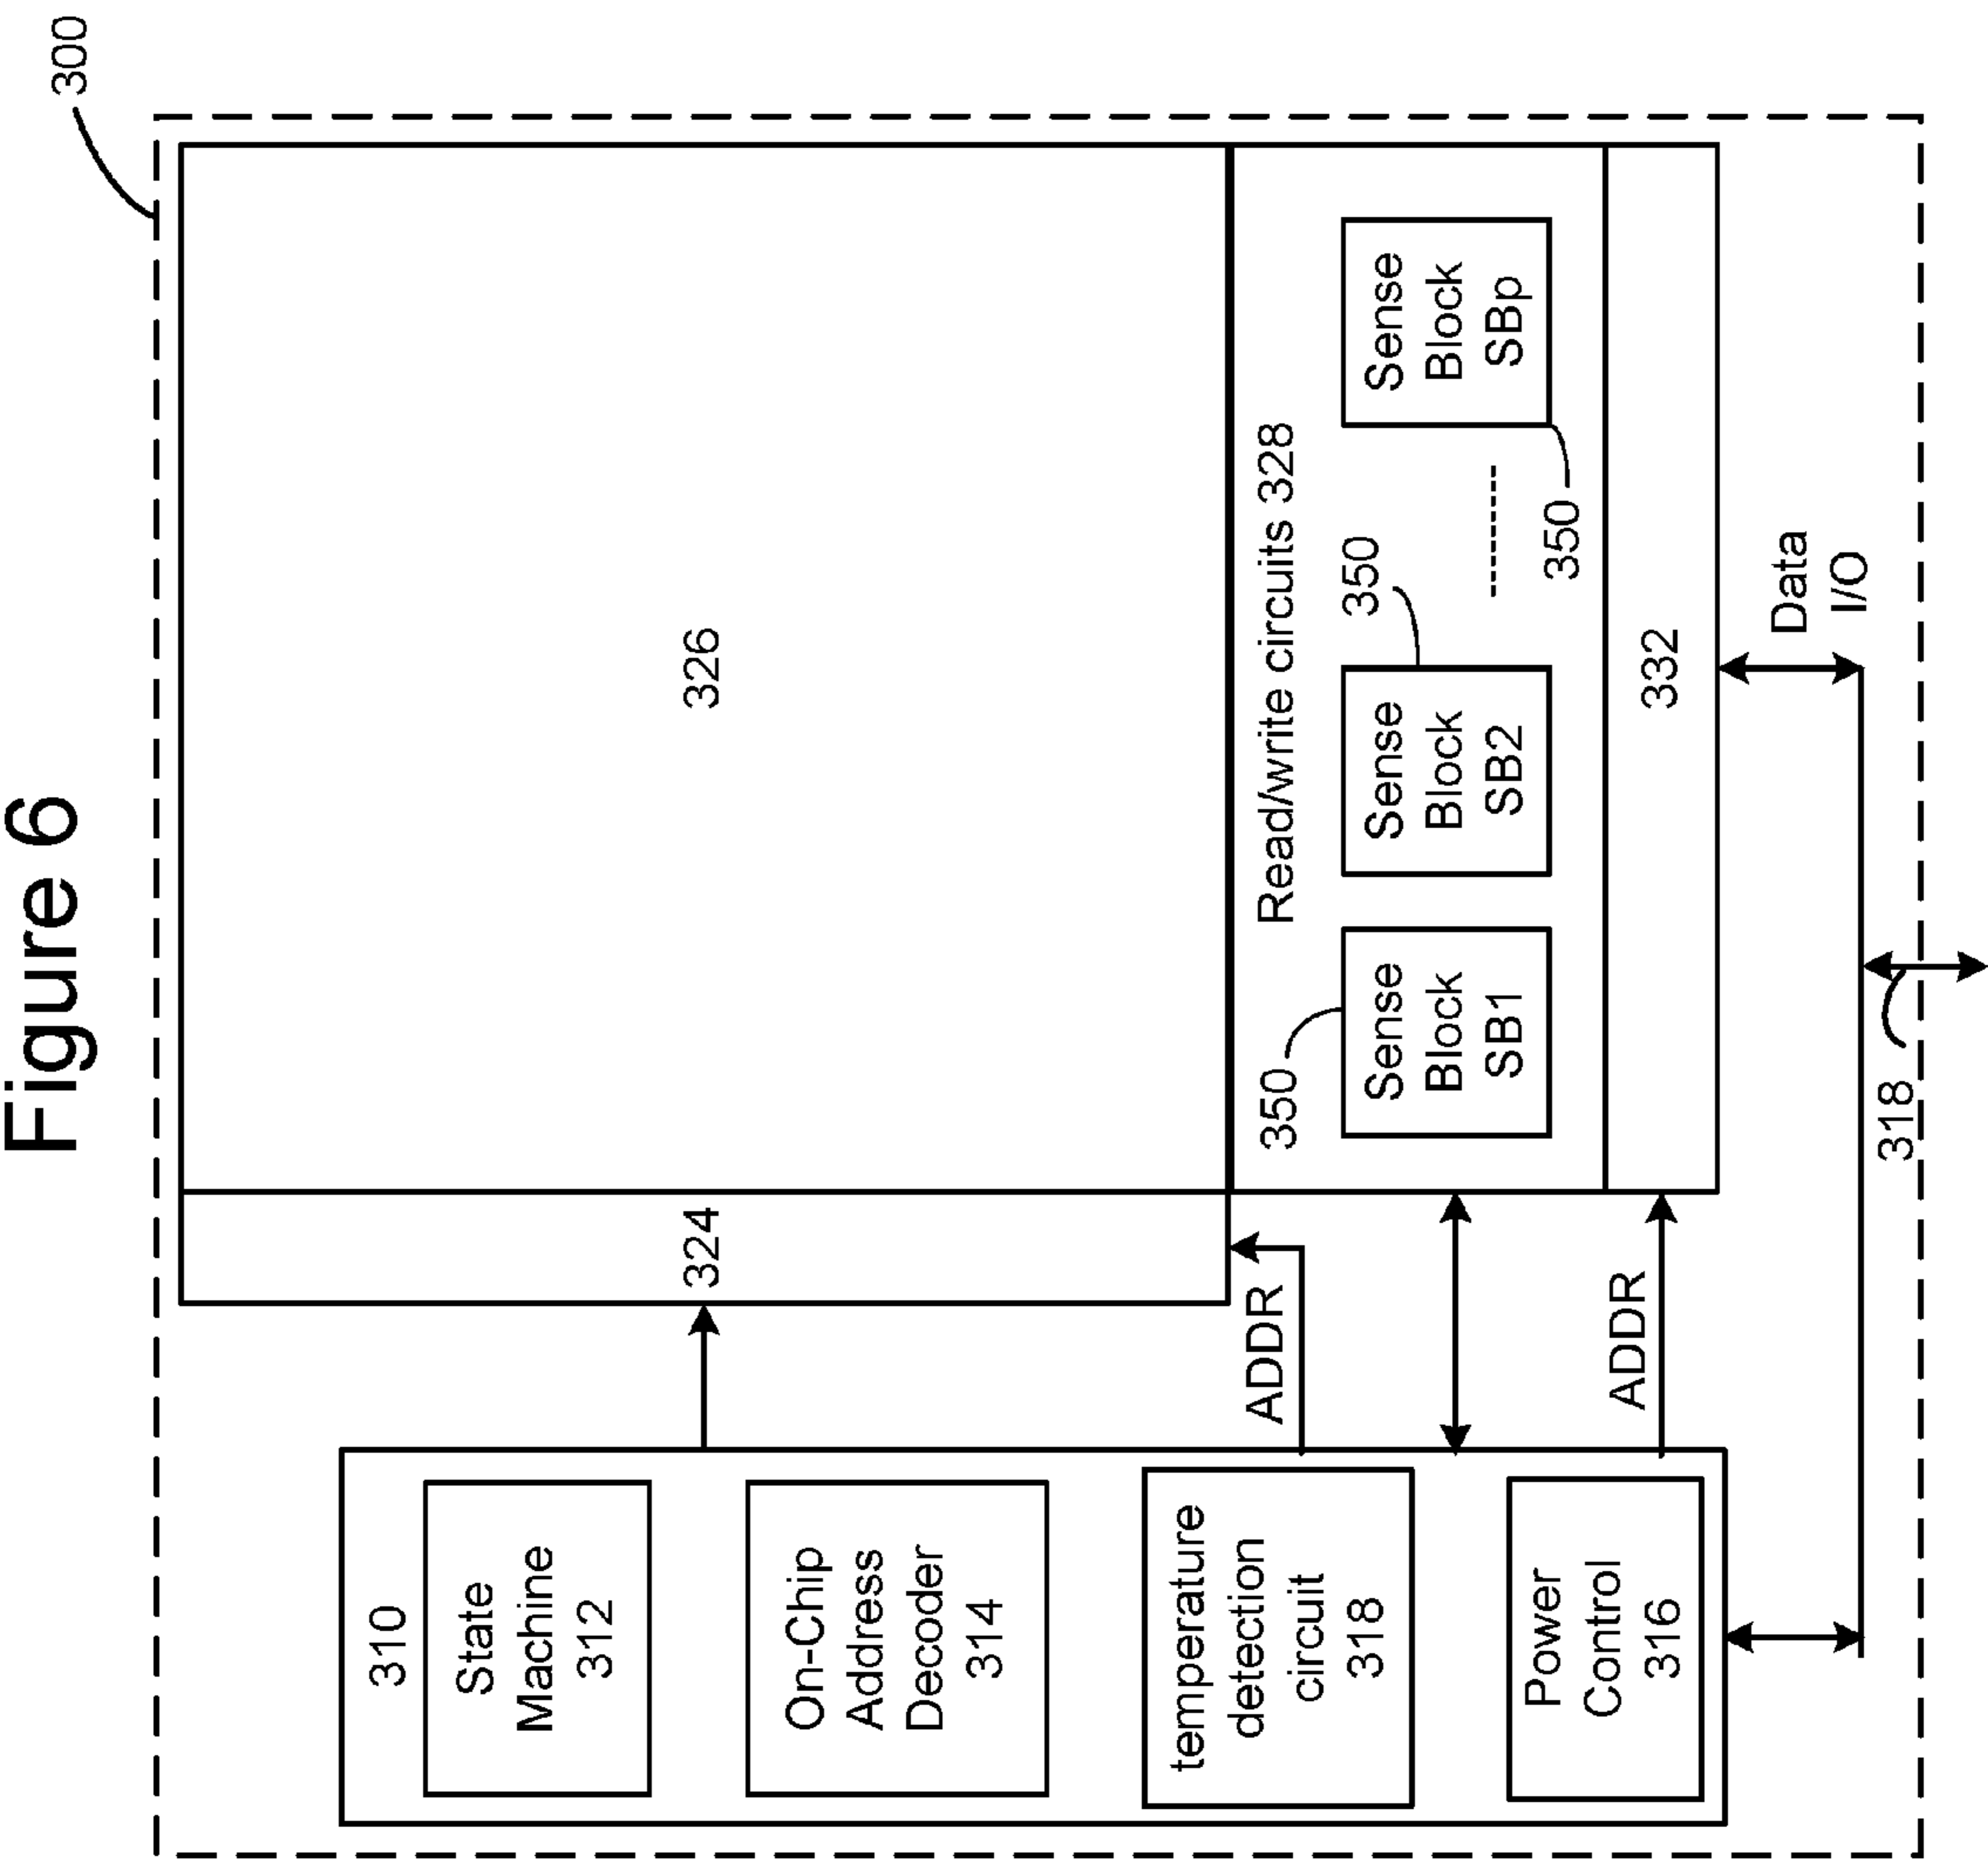 Figure 6
300
310
State
Machine
312
On-Chip
Address
Decoder
314
temperature
detection
circuit
318
Power
Control
316
324
326
ADDR
ADDR
Read/write circuits 328
350
Sense
Block
SB1
350
Sense
Block
SB2
350
Sense
Block
SBp
332
Data
I/O
318